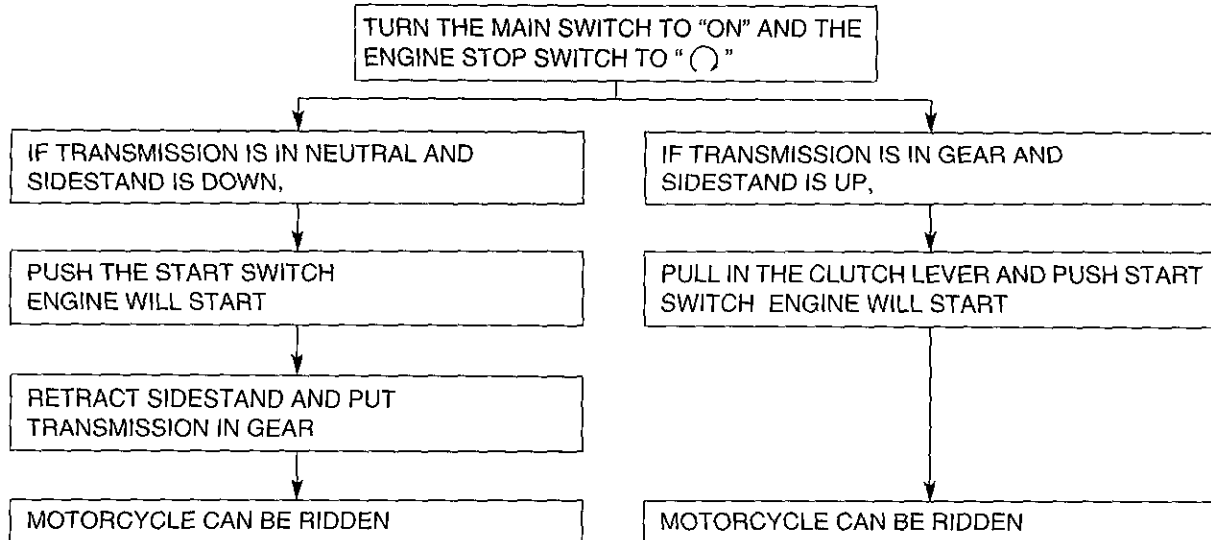 TURN THE MAIN SWITCH TO “ON” AND THE
ENGINE STOP SWITCH TO “ ”
IF TRANSMISSION IS IN NEUTRAL AND
SIDESTAND IS DOWN,
PUSH THE START SWITCH
ENGINE WILL START
RETRACT SIDESTAND AND PUT
TRANSMISSION IN GEAR
MOTORCYCLE CAN BE RIDDEN
IF TRANSMISSION IS IN GEAR AND
SIDESTAND IS UP,
PULL IN THE CLUTCH LEVER AND PUSH START
SWITCH ENGINE WILL START
MOTORCYCLE CAN BE RIDDEN